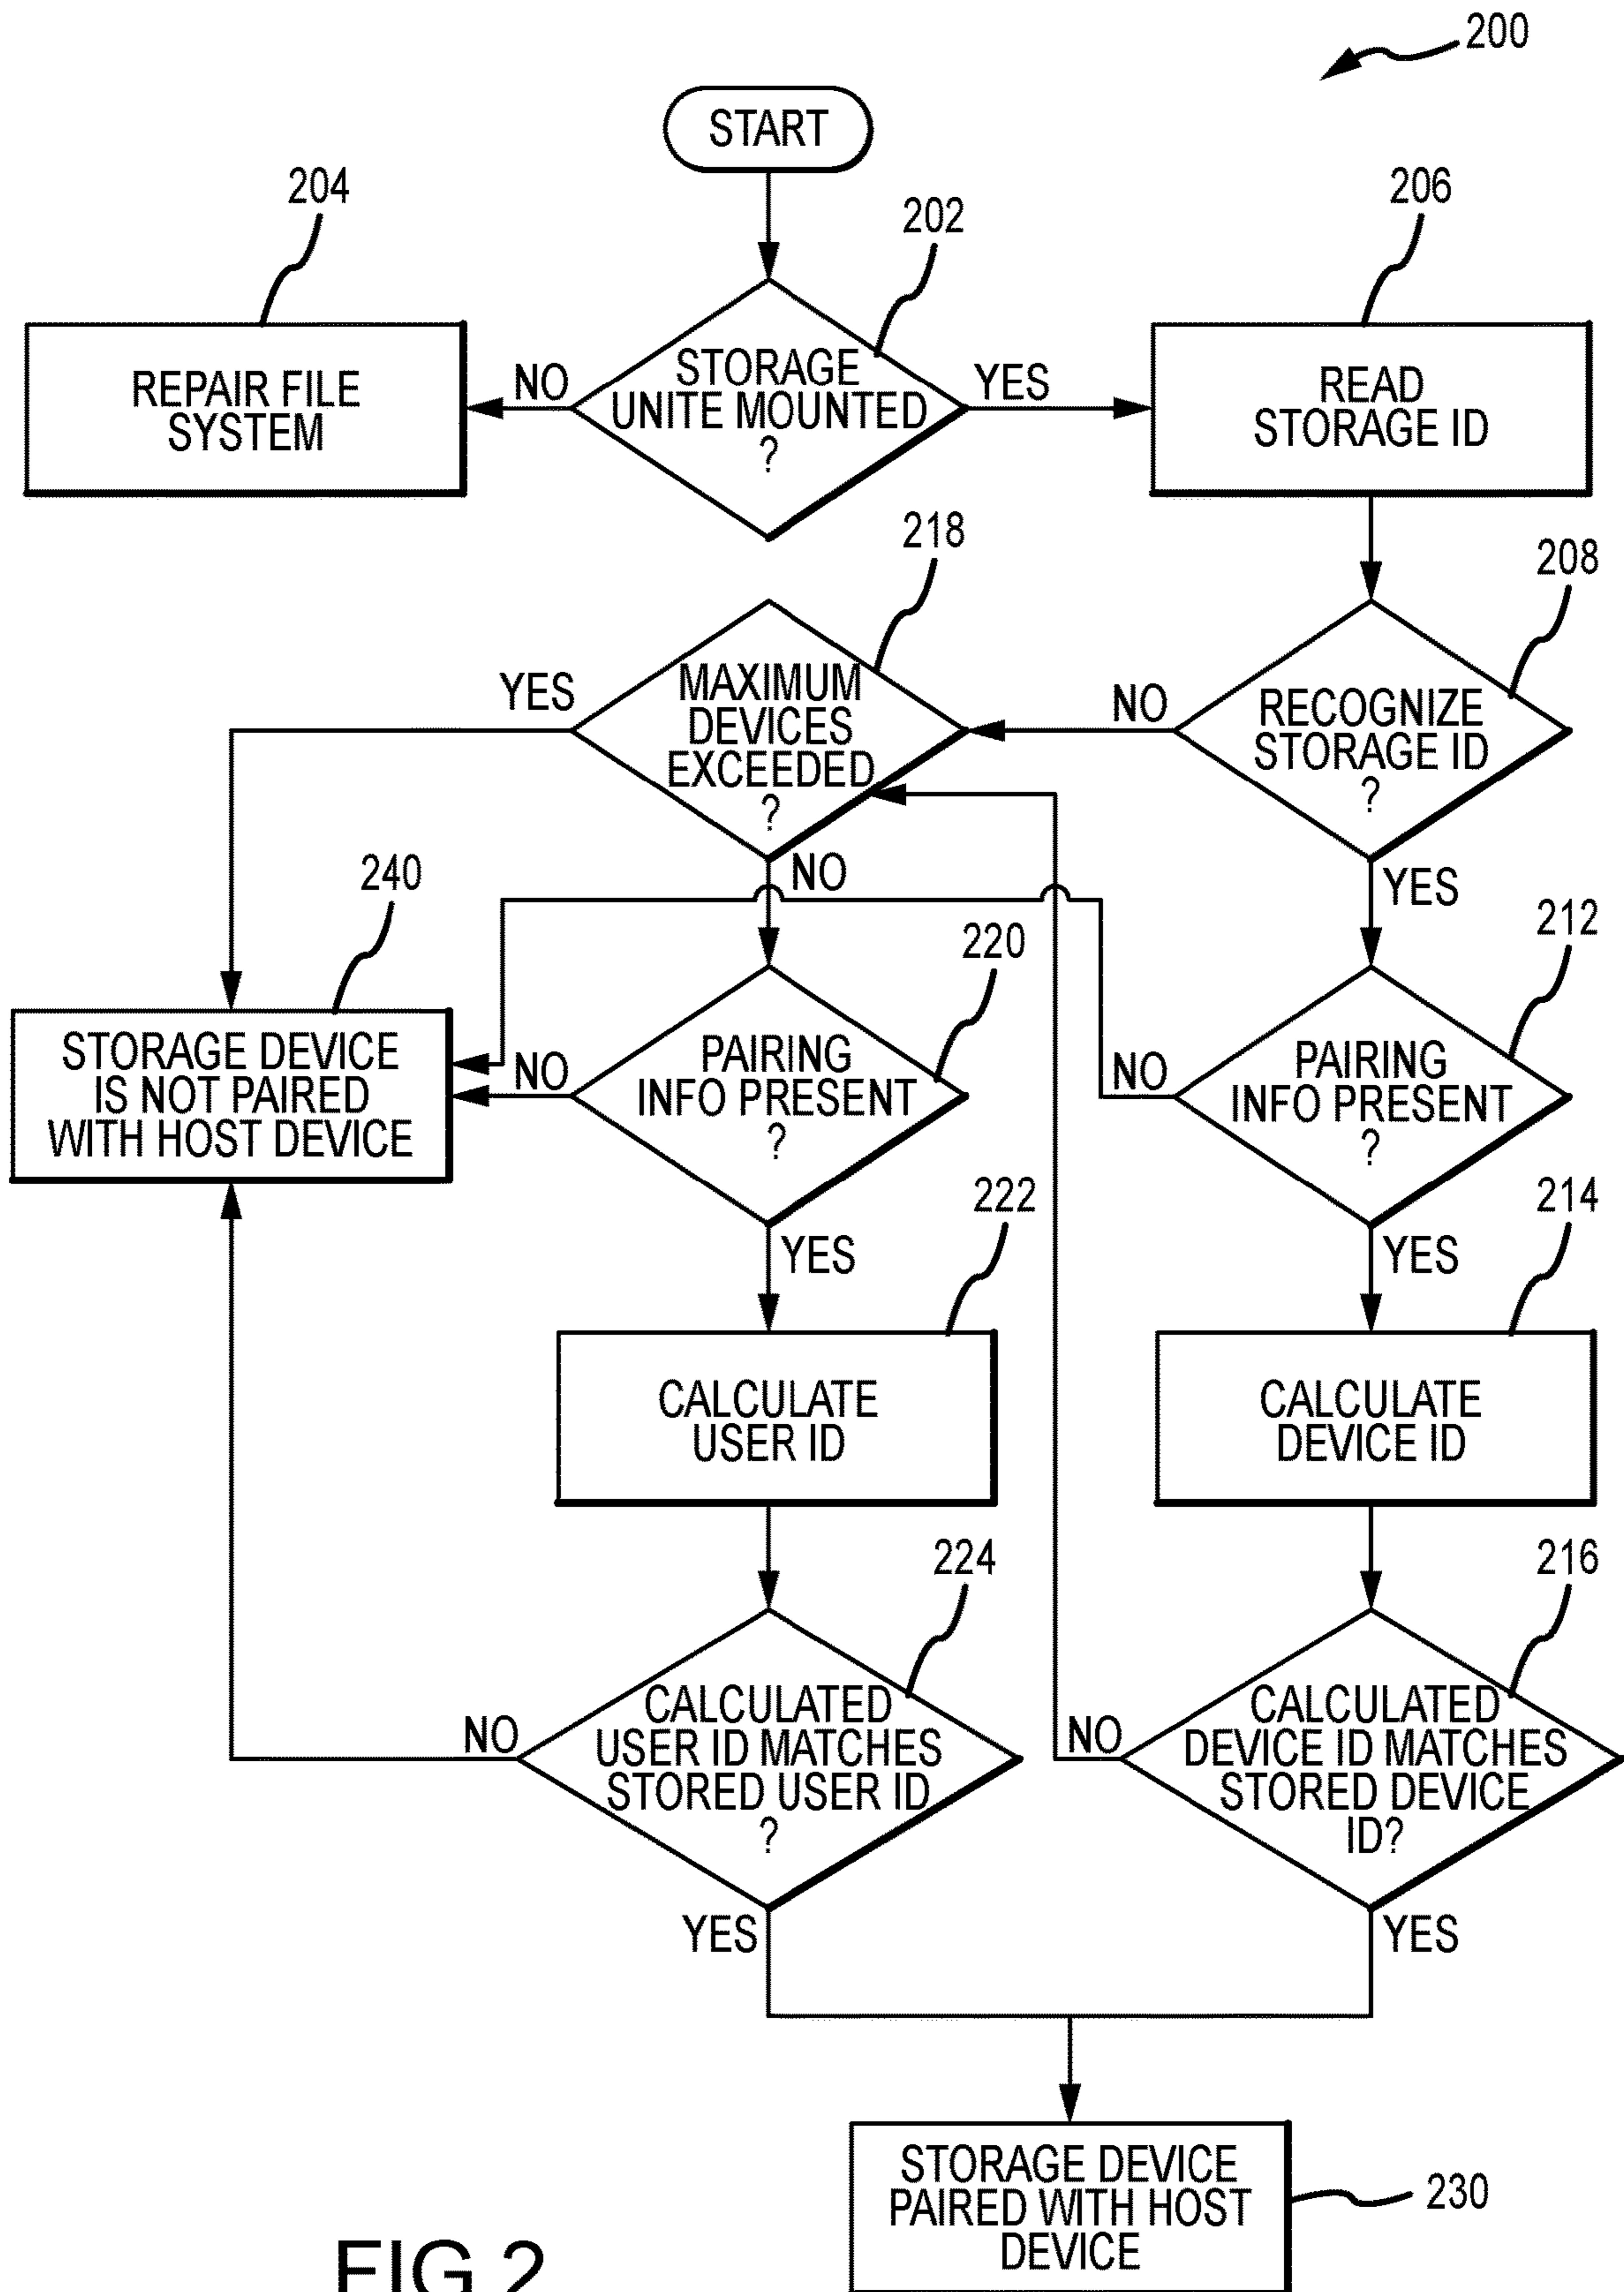 200
START
204
202
206
REPAIR FILE
SYSTEM
NO
STORAGE
UNITE MOUNTED
?
YES
READ
STORAGE ID
218
208
YES
MAXIMUM
DEVICES
EXCEEDED
?
NO
RECOGNIZE
STORAGE ID
?
240
NO
YES
220
212
STORAGE DEVICE
IS NOT PAIRED
WITH HOST DEVICE
NO
PAIRING
INFO PRESENT
?
NO
PAIRING
INFO PRESENT
?
222
214
YES
YES
CALCULATE
USER ID
CALCULATE
DEVICE ID
224
216
NO
CALCULATED
USER ID MATCHES
STORED USER ID
?
NO
CALCULATED
DEVICE ID MATCHES
STORED DEVICE
ID?
YES
YES
STORAGE DEVICE
PAIRED WITH HOST
DEVICE
230
FIG.2